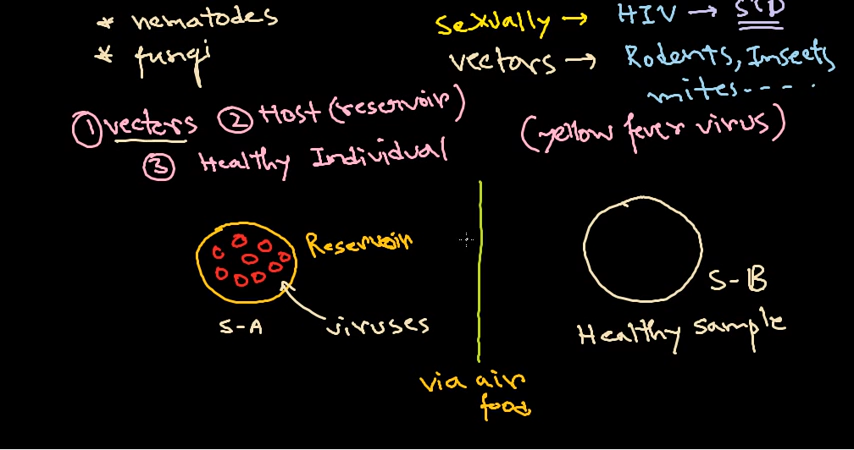 * nematodes
* fungi
Sexually → HIV → STD
vectors → Rodents, Insects,
mites-----
① vectors ② Host (reservoir)
③ Healthy Individual
(yellow fever virus)
Reservoir
S-A
viruses
S-B
Healthy sample
via air
food